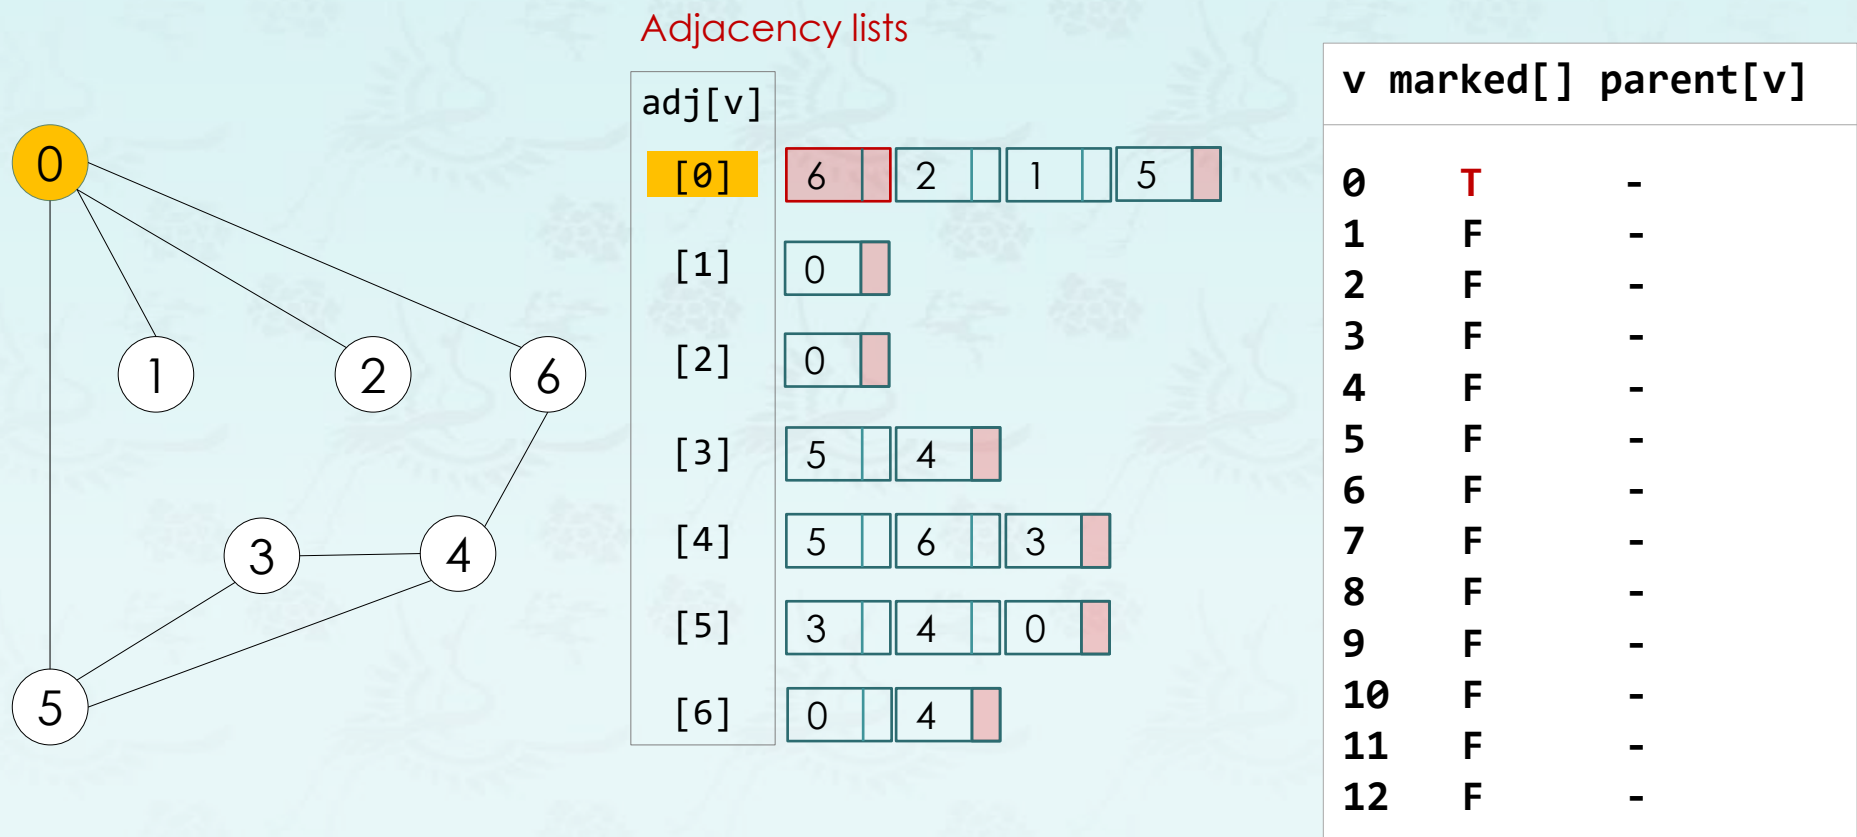 Adjacency lists
adj[v]
[0] 6 2 1 5
[1] 0
[2] 0
[3] 5 4
[4] 5 6 3
[5] 3 4 0
[6] 0 4
0
1 2 6
3 4
5
v marked[] parent[v]
0 T -
1 F -
2 F -
3 F -
4 F -
5 F -
6 F -
7 F -
8 F -
9 F -
10 F -
11 F -
12 F -